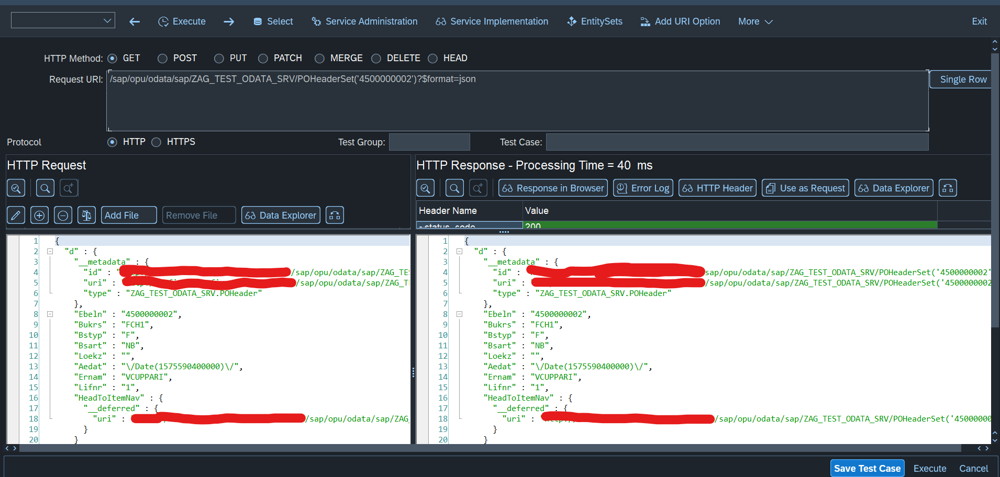 Execute Select Service Administration Service Implementation EntitySets Add URI Option More Exit
HTTP Method: GET POST PUT PATCH MERGE DELETE HEAD
Request URI: /sap/opu/odata/sap/ZAG_TEST_ODATA_SRV/POHeaderSet('4500000002')?$format=json
Single Row
Protocol HTTP HTTPS Test Group: Test Case:
HTTP Request
Add File Remove File Data Explorer
1 {
2 "d" : {
3 "__metadata" : {
4 "id" : /sap/opu/odata/sap/ZAG_TES
5 "uri" : /sap/opu/odata/sap/ZAG_T
6 "type" : "ZAG_TEST_ODATA_SRV.POHeader"
7 },
8 "Ebeln" : "4500000002",
9 "Bukrs" : "FCH1",
10 "Bstyp" : "F",
11 "Bsart" : "NB",
12 "Loekz" : "",
13 "Aedat" : "\/Date(1575590400000)\/",
14 "Ernam" : "VCUPPARI",
15 "Lifnr" : "1",
16 "HeadToItemNav" : {
17 "__deferred" : {
18 "uri" : /sap/opu/odata/sap/ZAG_
19 }
20 }
HTTP Response - Processing Time = 40 ms
Response in Browser Error Log HTTP Header Use as Request Data Explorer
Header Name Value
~status_code 200
1 {
2 "d" : {
3 "__metadata" : {
4 "id" : sap/opu/odata/sap/ZAG_TEST_ODATA_SRV/POHeaderSet('4500000002'
5 "uri" : /sap/opu/odata/sap/ZAG_TEST_ODATA_SRV/POHeaderSet('4500000002
6 "type" : "ZAG_TEST_ODATA_SRV.POHeader"
7 },
8 "Ebeln" : "4500000002",
9 "Bukrs" : "FCH1",
10 "Bstyp" : "F",
11 "Bsart" : "NB",
12 "Loekz" : "",
13 "Aedat" : "\/Date(1575590400000)\/",
14 "Ernam" : "VCUPPARI",
15 "Lifnr" : "1",
16 "HeadToItemNav" : {
17 "__deferred" : {
18 "uri" : /sap/opu/odata/sap/ZAG_TEST_ODATA_SRV/POHeaderSet('45000000
19 }
20 }
Save Test Case Execute Cancel